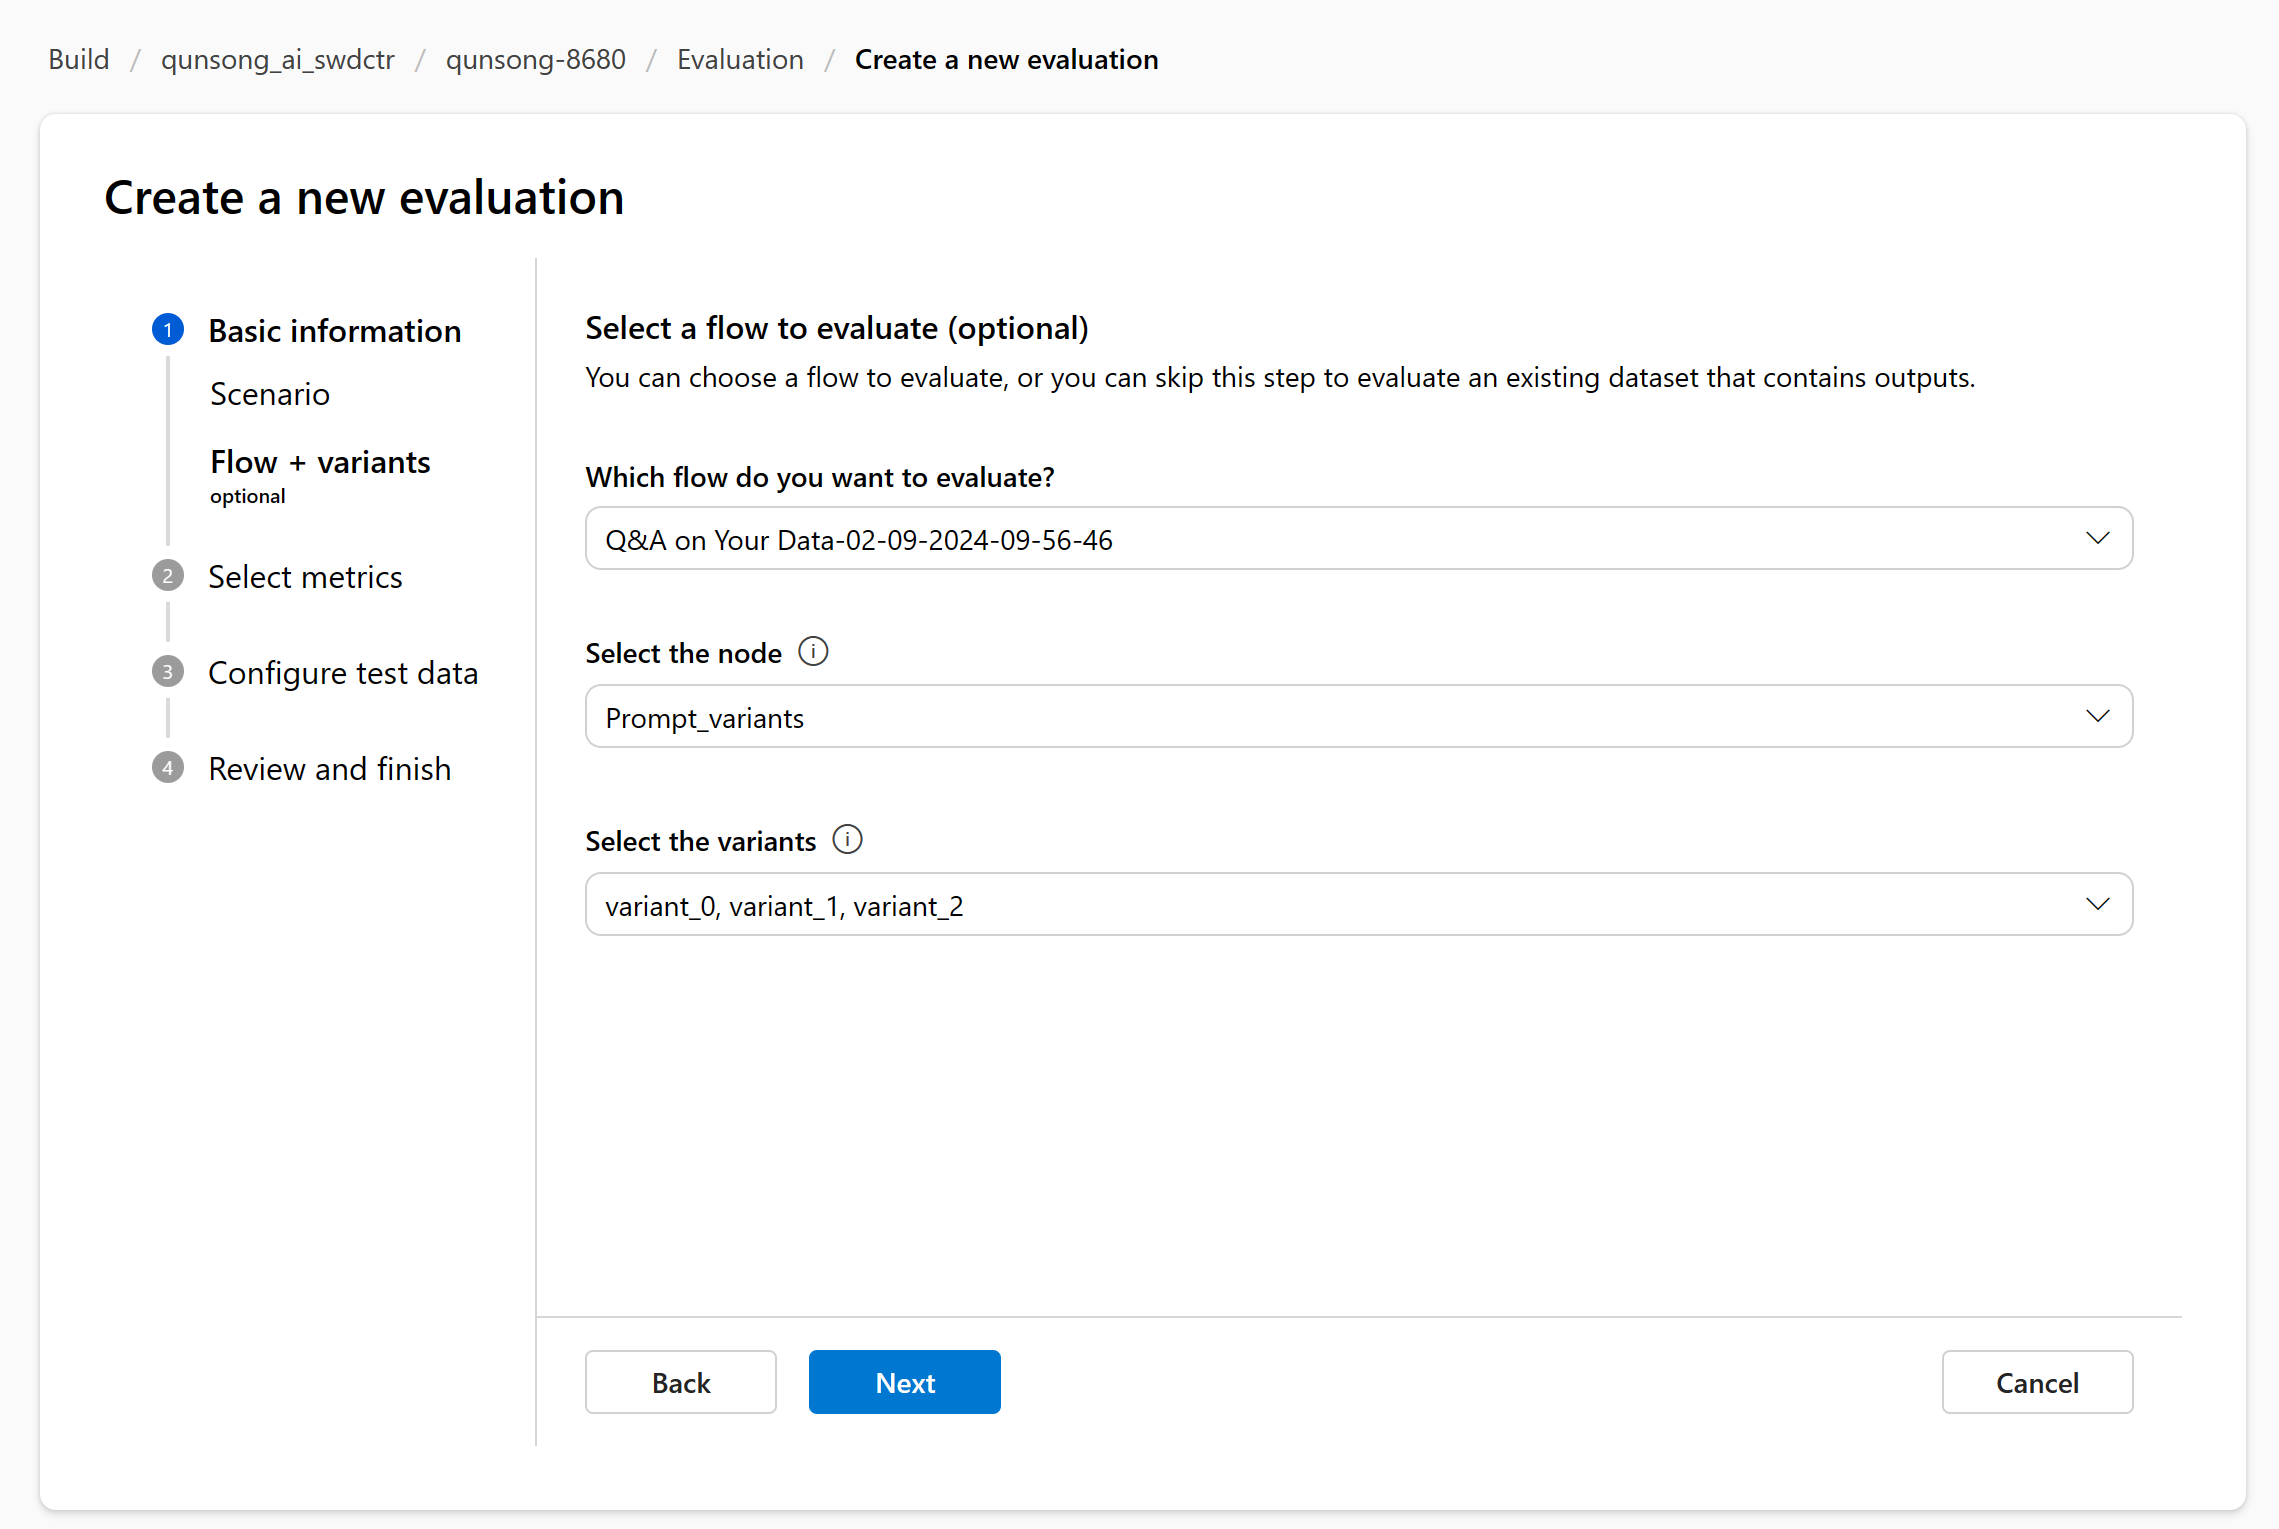 Build / qunsong_ai_swdctr / qunsong-8680 / Evaluation / Create a new evaluation
Create a new evaluation
1 Basic information
Scenario
Flow + variants
optional
2 Select metrics
3 Configure test data
4 Review and finish
Select a flow to evaluate (optional)
You can choose a flow to evaluate, or you can skip this step to evaluate an existing dataset that contains outputs.
Which flow do you want to evaluate?
Q&A on Your Data-02-09-2024-09-56-46
Select the node
Prompt_variants
Select the variants
variant_0, variant_1, variant_2
Back Next Cancel